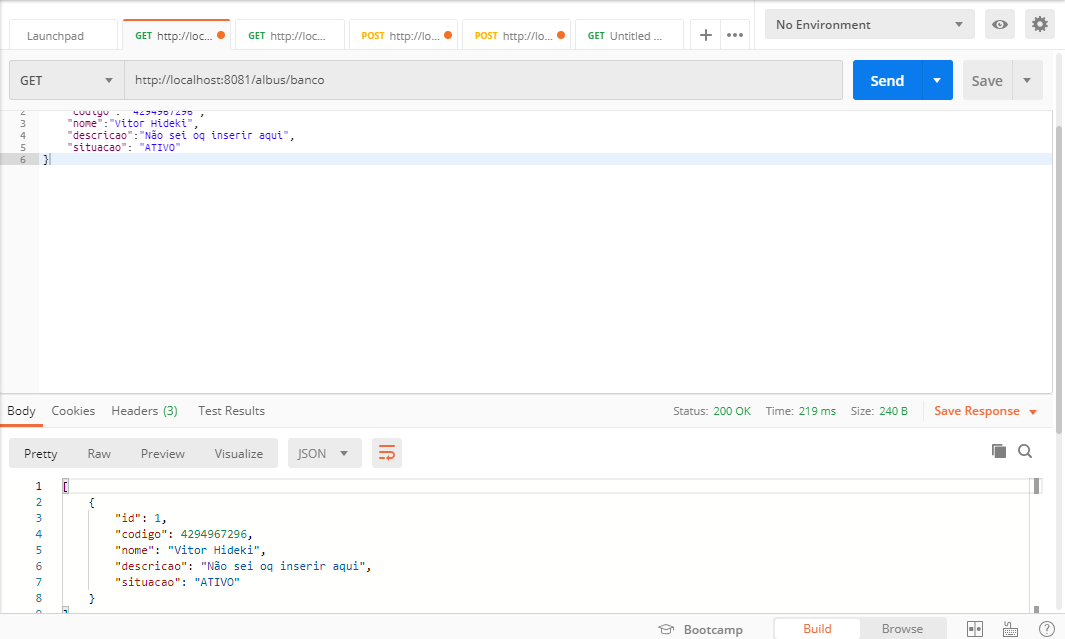 Launchpad GET http://loc... GET http://loc... POST http://lo... POST http://lo... GET Untitled ... + ••• No Environment
GET http://localhost:8081/albus/banco Send Save
2 "codigo": "4294967296",
3 "nome":"Vitor Hideki",
4 "descricao":"Não sei oq inserir aqui",
5 "situacao": "ATIVO"
6 }
Body Cookies Headers (3) Test Results Status: 200 OK Time: 219 ms Size: 240 B Save Response
Pretty Raw Preview Visualize JSON
1 [
2 {
3 "id": 1,
4 "codigo": 4294967296,
5 "nome": "Vitor Hideki",
6 "descricao": "Não sei oq inserir aqui",
7 "situacao": "ATIVO"
8 }
9 ]
Bootcamp Build Browse ?